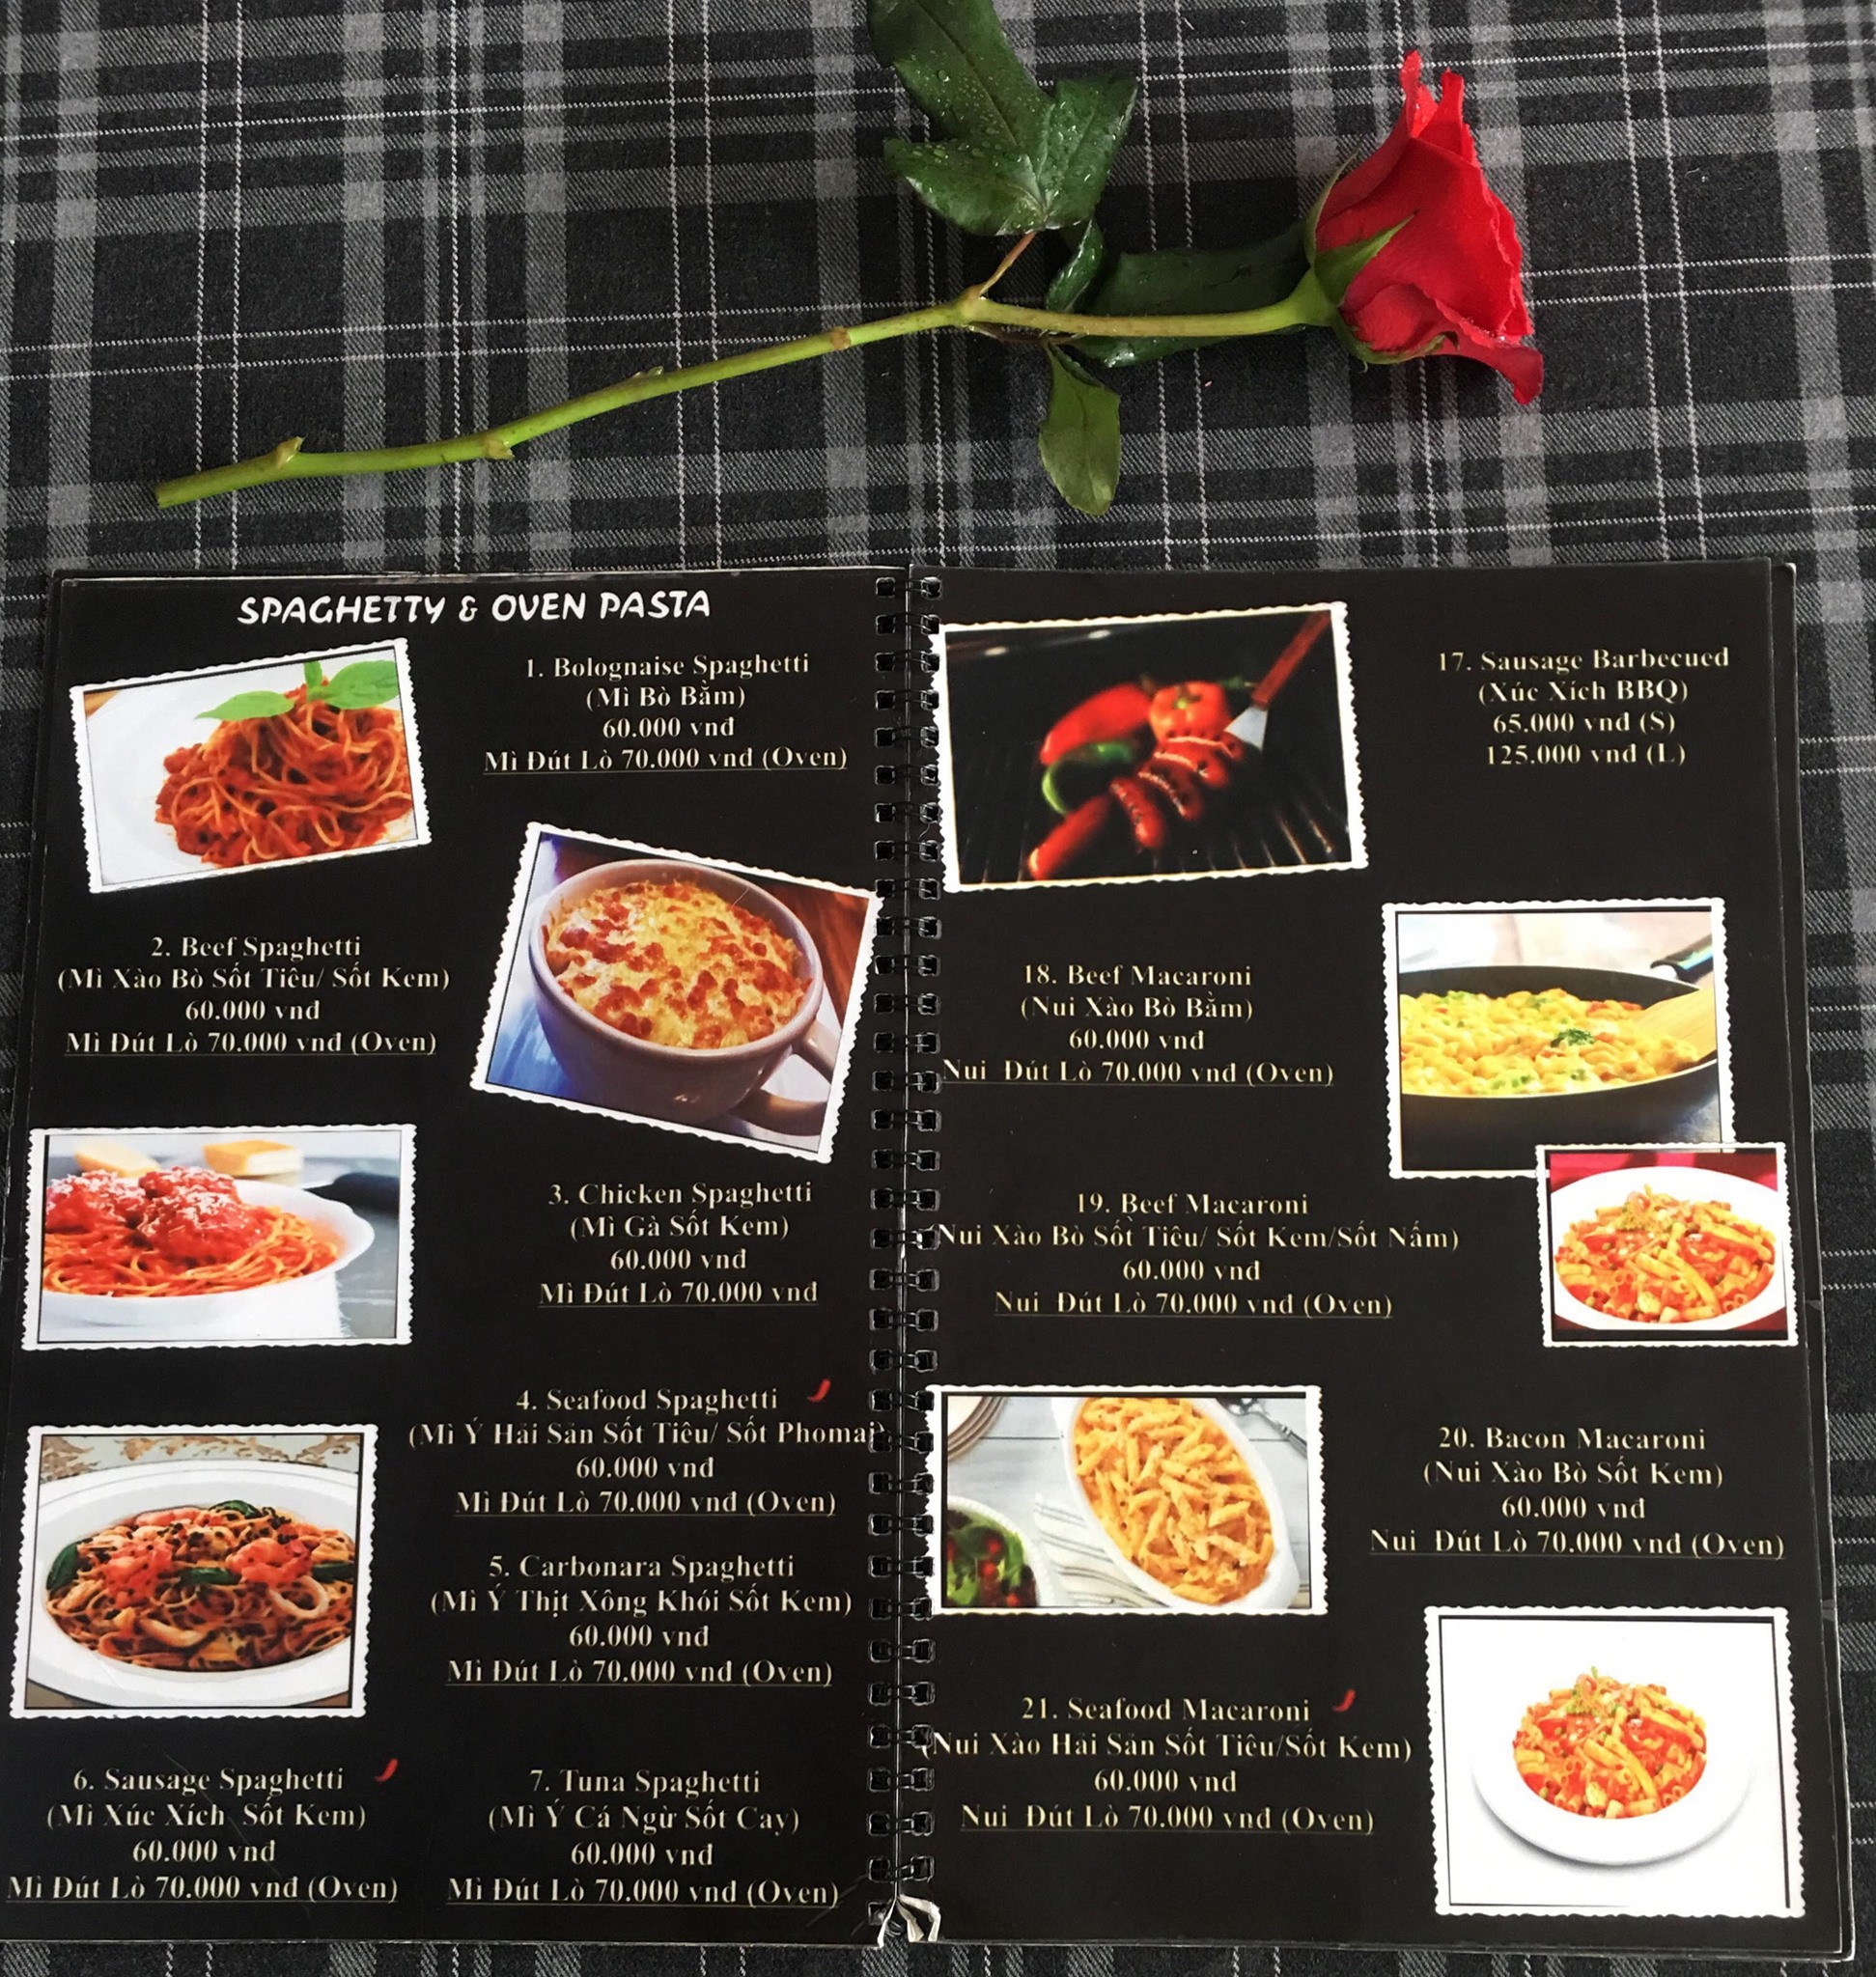 SPAGHETTY & OVEN PASTA
1. Bolognaise Spaghetti
(Mì Bò Bằm)
60.000 vnđ
Mì Đút Lò 70.000 vnđ (Oven)
2. Beef Spaghetti
(Mì Xào Bò Sốt Tiêu/ Sốt Kem)
60.000 vnđ
Mì Đút Lò 70.000 vnđ (Oven)
3. Chicken Spaghetti
(Mì Gà Sốt Kem)
60.000 vnđ
Mì Đút Lò 70.000 vnđ
4. Seafood Spaghetti
(Mì Ý Hải Sản Sốt Tiêu/ Sốt Phomai)
60.000 vnđ
Mì Đút Lò 70.000 vnđ (Oven)
5. Carbonara Spaghetti
(Mì Ý Thịt Xông Khói Sốt Kem)
60.000 vnđ
Mì Đút Lò 70.000 vnđ (Oven)
6. Sausage Spaghetti
(Mì Xúc Xích Sốt Kem)
60.000 vnđ
Mì Đút Lò 70.000 vnđ (Oven)
7. Tuna Spaghetti
(Mì Ý Cá Ngừ Sốt Cay)
60.000 vnđ
Mì Đút Lò 70.000 vnđ (Oven)
17. Sausage Barbecued
(Xúc Xích BBQ)
65.000 vnđ (S)
125.000 vnđ (L)
18. Beef Macaroni
(Nui Xào Bò Bằm)
60.000 vnđ
Nui Đút Lò 70.000 vnđ (Oven)
19. Beef Macaroni
Nui Xào Bò Sốt Tiêu/ Sốt Kem/Sốt Nấm)
60.000 vnđ
Nui Đút Lò 70.000 vnđ (Oven)
20. Bacon Macaroni
(Nui Xào Bò Sốt Kem)
60.000 vnđ
Nui Đút Lò 70.000 vnđ (Oven)
21. Seafood Macaroni
(Nui Xào Hải Sản Sốt Tiêu/Sốt Kem)
60.000 vnđ
Nui Đút Lò 70.000 vnđ (Oven)